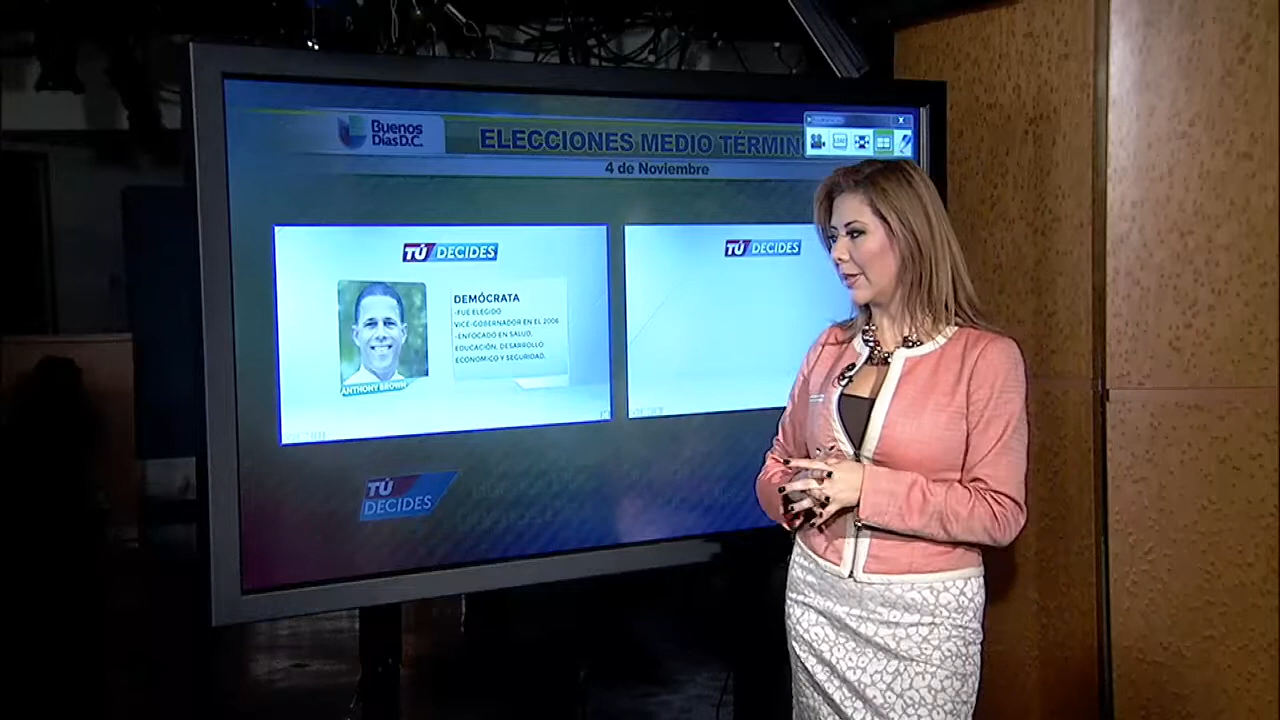 Buenos
Días D.C.
ELECCIONES MEDIO TÉRMIN
4 de Noviembre
TÚ DECIDES
DEMÓCRATA
-FUE ELEGIDO
VICE-GOBERNADOR EN EL 2006
-ENFOCADO EN SALUD,
EDUCACIÓN, DESARROLLO
ECONOMICO Y SEGURIDAD.
ANTHONY BROWN
TÚ DECIDES
TÚ
DECIDES